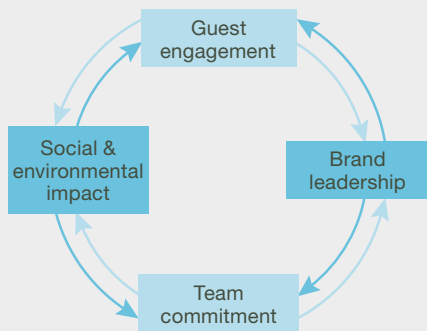 Guest
engagement
Social &
environmental
impact
Brand
leadership
Team
commitment